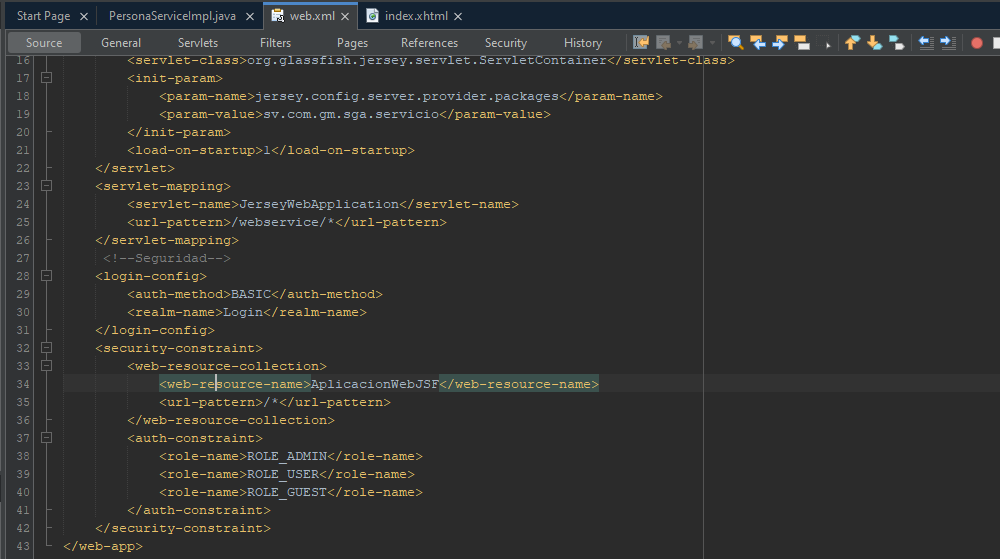 Start Page PersonaServiceImpl.java web.xml index.xhtml
Source General Servlets Filters Pages References Security History
16 <servlet-class>org.glassfish.jersey.servlet.ServletContainer</servlet-class>
17 <init-param>
18 <param-name>jersey.config.server.provider.packages</param-name>
19 <param-value>sv.com.gm.sga.servicio</param-value>
20 </init-param>
21 <load-on-startup>1</load-on-startup>
22 </servlet>
23 <servlet-mapping>
24 <servlet-name>JerseyWebApplication</servlet-name>
25 <url-pattern>/webservice/*</url-pattern>
26 </servlet-mapping>
27 <!--Seguridad-->
28 <login-config>
29 <auth-method>BASIC</auth-method>
30 <realm-name>Login</realm-name>
31 </login-config>
32 <security-constraint>
33 <web-resource-collection>
34 <web-resource-name>AplicacionWebJSF</web-resource-name>
35 <url-pattern>/*</url-pattern>
36 </web-resource-collection>
37 <auth-constraint>
38 <role-name>ROLE_ADMIN</role-name>
39 <role-name>ROLE_USER</role-name>
40 <role-name>ROLE_GUEST</role-name>
41 </auth-constraint>
42 </security-constraint>
43 </web-app>